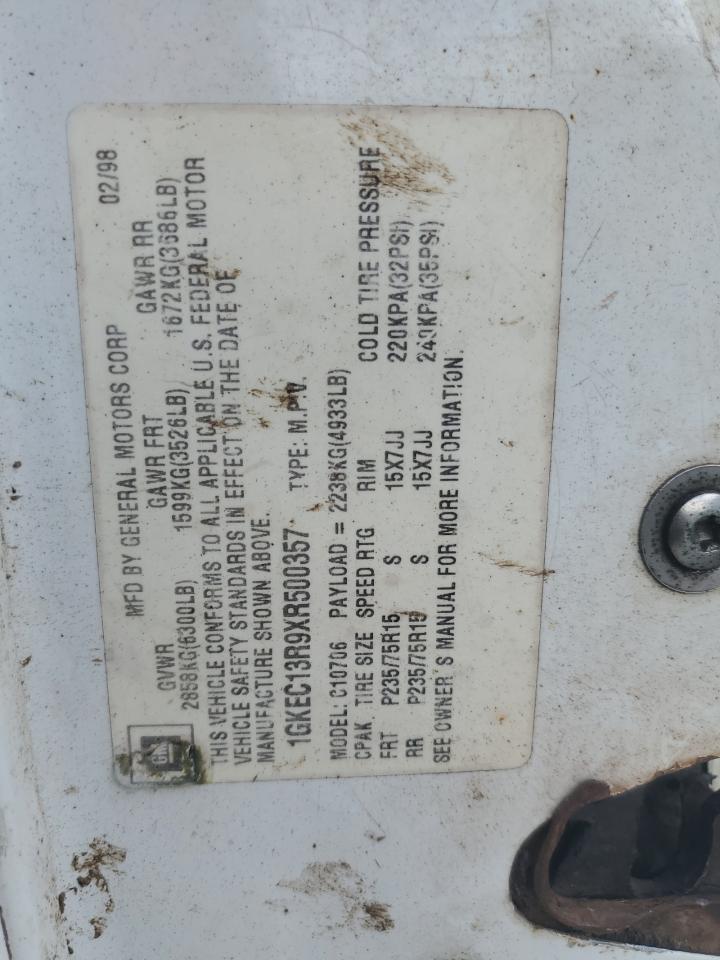 GM
MFD BY GENERAL MOTORS CORP 02/98
GVWR GAWR FRT GAWR RR
2858KG(6300LB) 1599KG(3526LB) 1672KG(3686LB)
THIS VEHICLE CONFORMS TO ALL APPLICABLE U.S. FEDERAL MOTOR
VEHICLE SAFETY STANDARDS IN EFFECT ON THE DATE OF
MANUFACTURE SHOWN ABOVE.
1GKEC13R9XR500357 TYPE: M.P.V.
MODEL: C10706 PAYLOAD = 2238KG(4933LB)
CPAK. TIRE SIZE SPEED RTG RIM COLD TIRE PRESSURE
FRT P235/75R15 S 15X7JJ 220KPA(32PSI)
RR P235/75R15 S 15X7JJ 240KPA(35PSI)
SEE OWNER'S MANUAL FOR MORE INFORMATION.